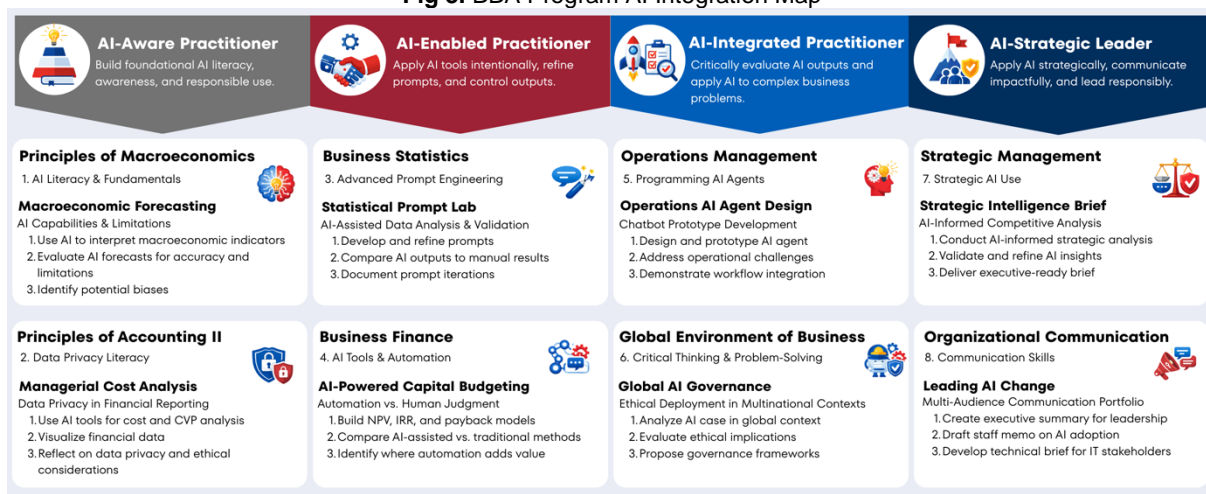 Fig 3. BBA Program AI Integration Map
AI-Aware Practitioner
Build foundational AI literacy,
awareness, and responsible use.
AI-Enabled Practitioner
Apply AI tools intentionally, refine
prompts, and control outputs.
AI-Integrated Practitioner
Critically evaluate AI outputs and
apply AI to complex business
problems.
AI-Strategic Leader
Apply AI strategically, communicate
impactfully, and lead responsibly.
Principles of Macroeconomics
1. AI Literacy & Fundamentals
Macroeconomic Forecasting
AI Capabilities & Limitations
1. Use AI to interpret macroeconomic indicators
2. Evaluate AI forecasts for accuracy and
limitations
3. Identify potential biases
Business Statistics
3. Advanced Prompt Engineering
Statistical Prompt Lab
AI-Assisted Data Analysis & Validation
1. Develop and refine prompts
2. Compare AI outputs to manual results
3. Document prompt iterations
Operations Management
5. Programming AI Agents
Operations AI Agent Design
Chatbot Prototype Development
1. Design and prototype AI agent
2. Address operational challenges
3. Demonstrate workflow integration
Strategic Management
7. Strategic AI Use
Strategic Intelligence Brief
AI-Informed Competitive Analysis
1. Conduct AI-informed strategic analysis
2. Validate and refine AI insights
3. Deliver executive-ready brief
Principles of Accounting II
2. Data Privacy Literacy
Managerial Cost Analysis
Data Privacy in Financial Reporting
1. Use AI tools for cost and CVP analysis
2. Visualize financial data
3. Reflect on data privacy and ethical
considerations
Business Finance
4. AI Tools & Automation
AI-Powered Capital Budgeting
Automation vs. Human Judgment
1. Build NPV, IRR, and payback models
2. Compare AI-assisted vs. traditional methods
3. Identify where automation adds value
Global Environment of Business
6. Critical Thinking & Problem-Solving
Global AI Governance
Ethical Deployment in Multinational Contexts
1. Analyze AI case in global context
2. Evaluate ethical implications
3. Propose governance frameworks
Organizational Communication
8. Communication Skills
Leading AI Change
Multi-Audience Communication Portfolio
1. Create executive summary for leadership
2. Draft staff memo on AI adoption
3. Develop technical brief for IT stakeholders